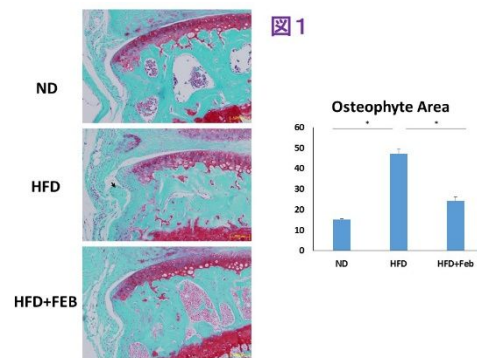 図1
ND
HFD
HFD+FEB
Osteophyte Area
*
*
60
50
40
30
20
10
0
ND
HFD
HFD+Feb